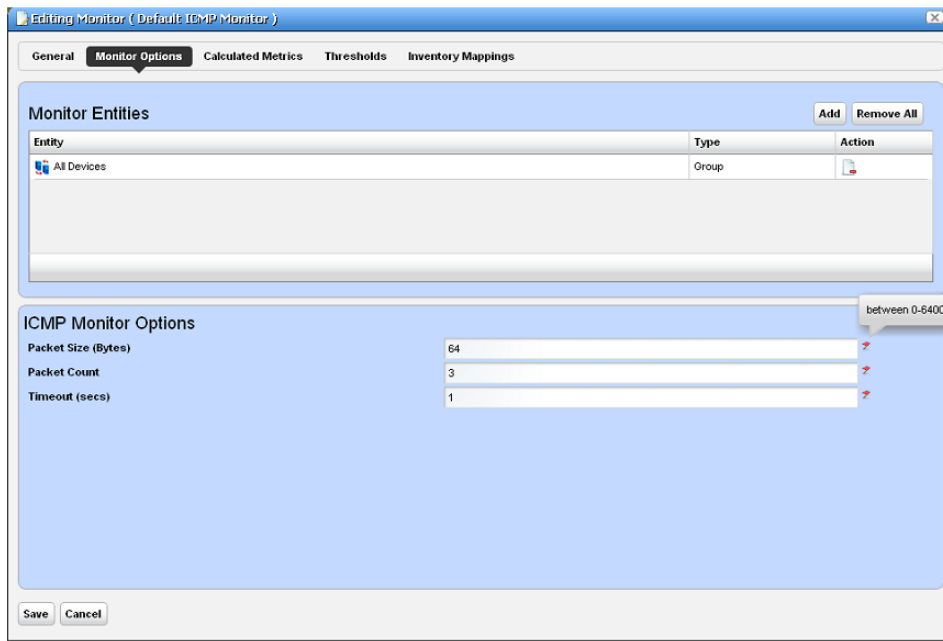 Editing Monitor ( Default ICMP Monitor )
General Monitor Options Calculated Metrics Thresholds Inventory Mappings
Monitor Entities
Add Remove All
Entity Type Action
All Devices Group
between 0-6400
ICMP Monitor Options
Packet Size (Bytes) 64
Packet Count 3
Timeout (secs) 1
Save Cancel